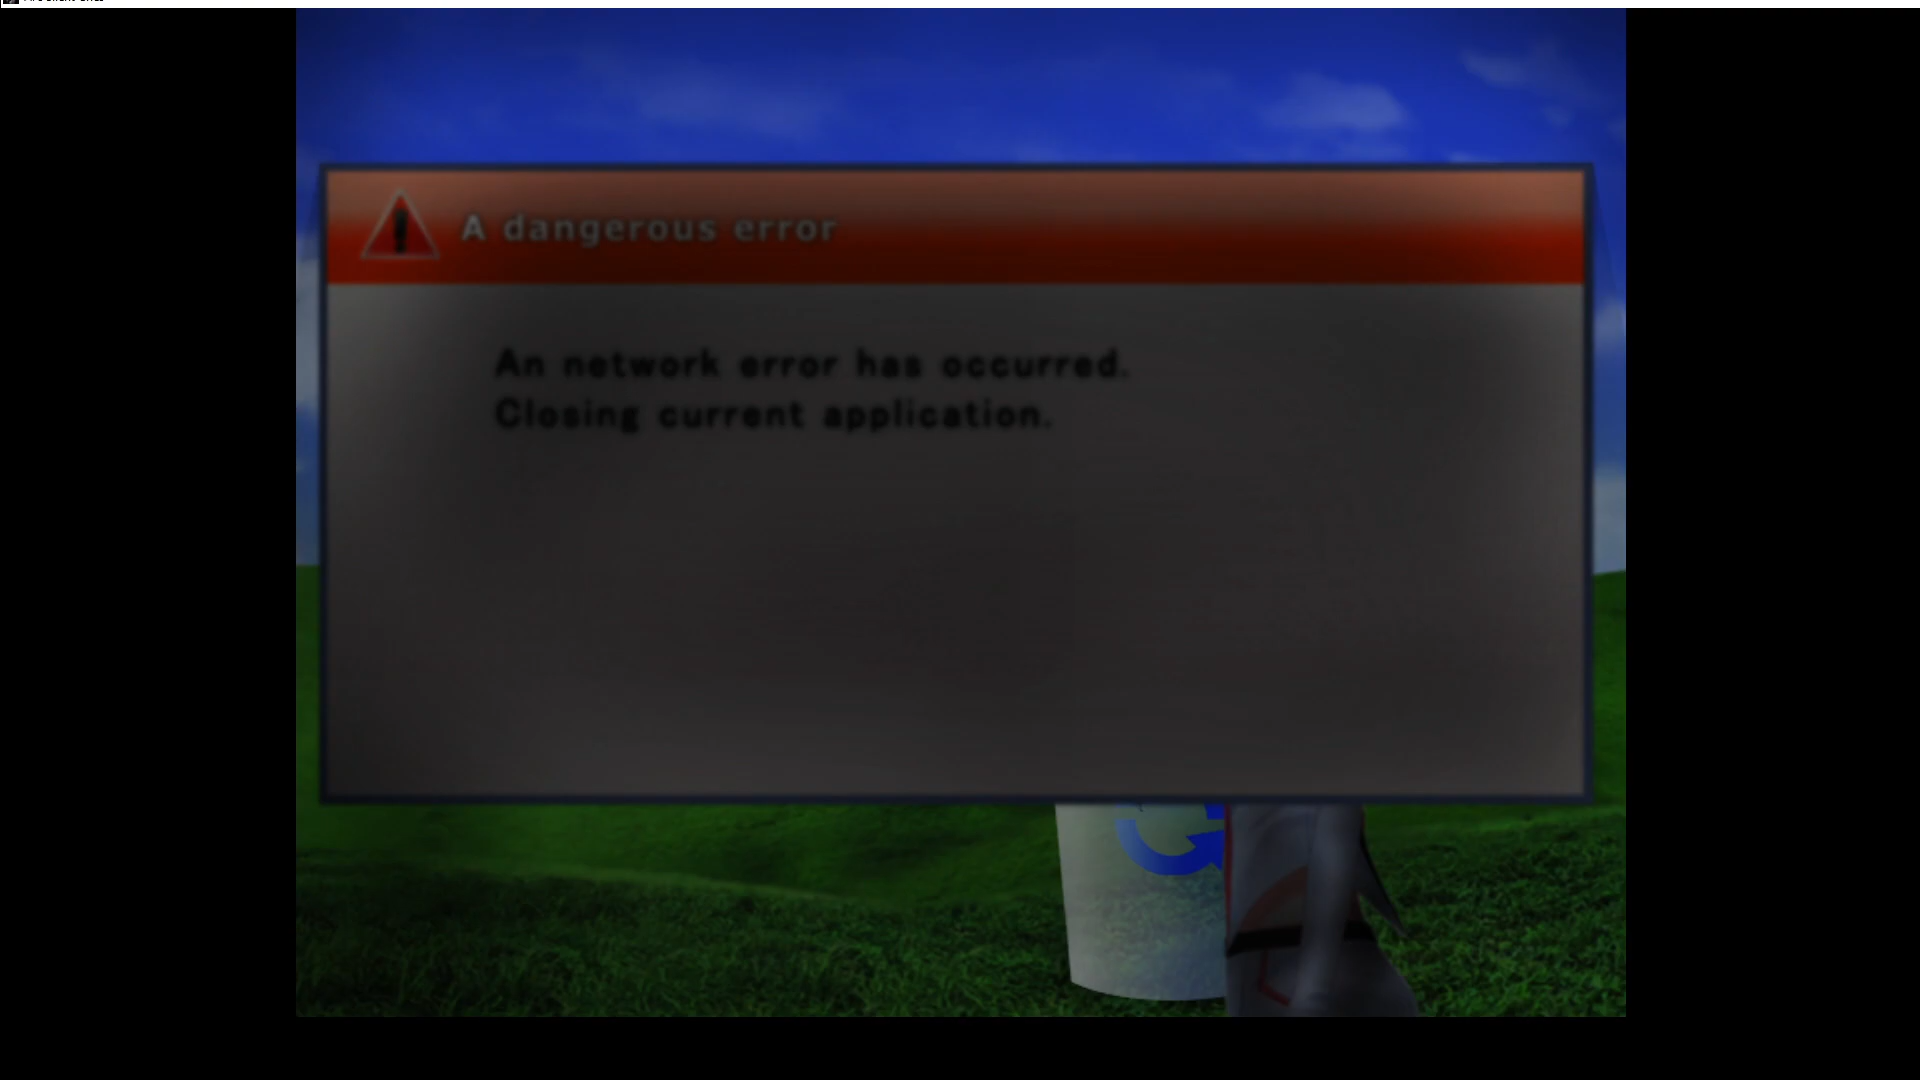 A dangerous error
An network error has occurred.
Closing current application.